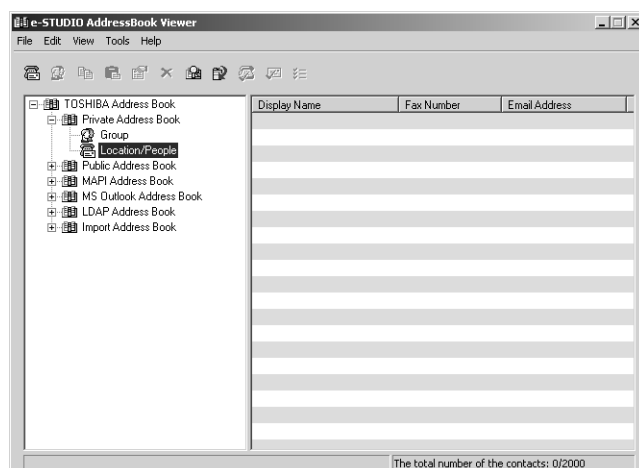 e-STUDIO AddressBook Viewer
File Edit View Tools Help
TOSHIBA Address Book
Private Address Book
Group
Location/People
Public Address Book
MAPI Address Book
MS Outlook Address Book
LDAP Address Book
Import Address Book
Display Name Fax Number Email Address
The total number of the contacts: 0/2000